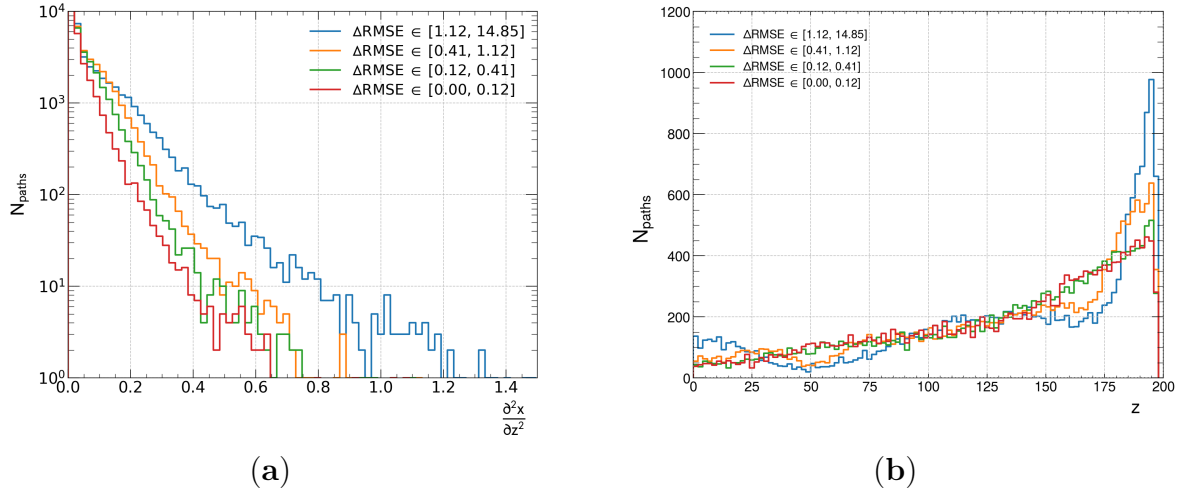 10^4
10^3
10^2
10^1
10^0
N_paths
0.0 0.2 0.4 0.6 0.8 1.0 1.2 1.4
∂²x
∂z²
ΔRMSE ∈ [1.12, 14.85]
ΔRMSE ∈ [0.41, 1.12]
ΔRMSE ∈ [0.12, 0.41]
ΔRMSE ∈ [0.00, 0.12]
(a)
1200
1000
800
600
400
200
0
N_paths
0 25 50 75 100 125 150 175 200
z
ΔRMSE ∈ [1.12, 14.85]
ΔRMSE ∈ [0.41, 1.12]
ΔRMSE ∈ [0.12, 0.41]
ΔRMSE ∈ [0.00, 0.12]
(b)